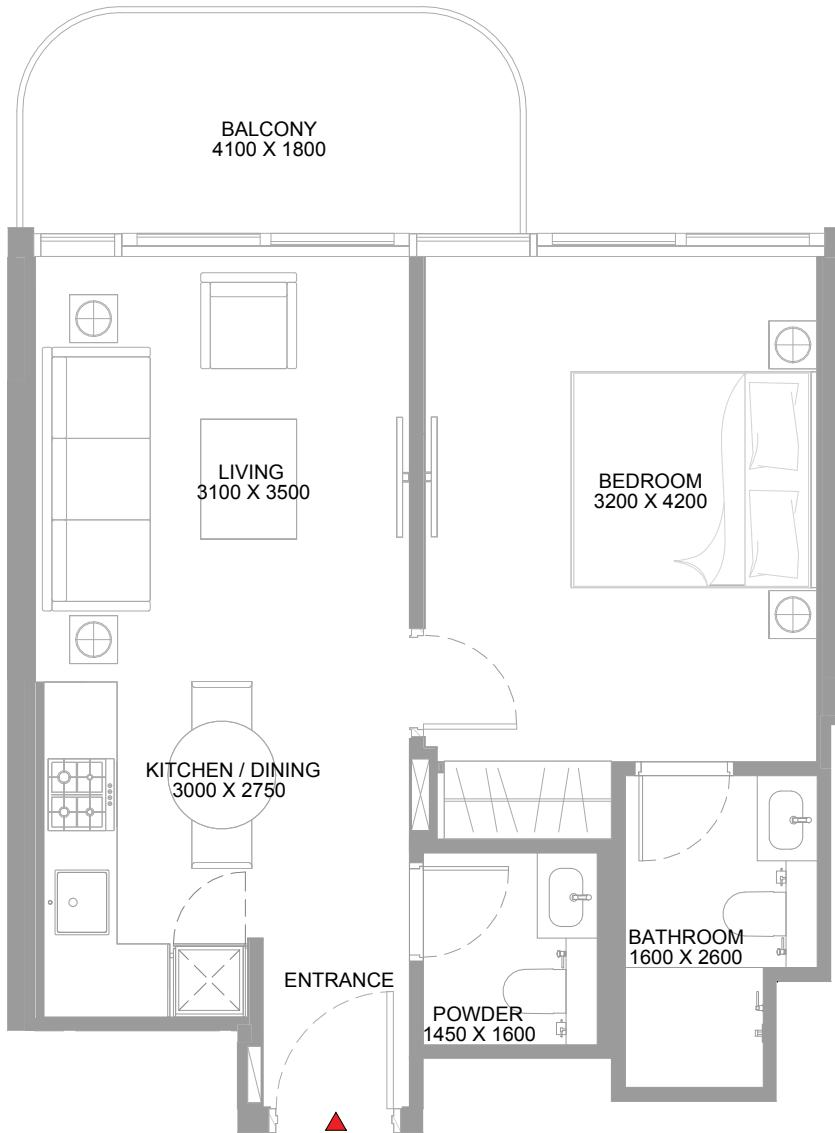 BALCONY
4100 X 1800
LIVING
3100 X 3500
BEDROOM
3200 X 4200
KITCHEN / DINING
3000 X 2750
BATHROOM
1600 X 2600
ENTRANCE
POWDER
1450 X 1600